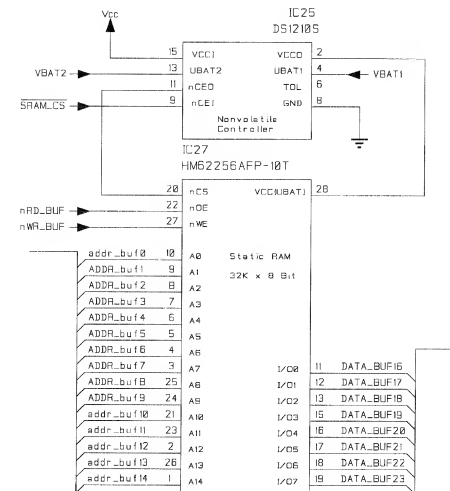 Vcc
IC25
DS1210S
15 VCCI VCCO 2
VBAT2 13 VBAT2 VBAT1 4 VBAT1
11 nCEO TOL 6
SRAM_CS 9 nCEI GND 8
Nonvolatile
Controller
IC27
HM62256AFP-10T
20 nCS VCC(UBAT) 28
nRD_BUF 22 nOE
nWR_BUF 27 nWE
addr_buf0 10 A0 Static RAM
ADDR_buf1 9 A1 32K x 8 Bit
ADDR_buf2 8 A2
ADDR_buf3 7 A3
ADDR_buf4 6 A4
ADDR_buf5 5 A5
ADDR_buf6 4 A6
ADDR_buf7 3 A7 I/O0 11 DATA_BUF16
ADDR_buf8 25 A8 I/O1 12 DATA_BUF17
ADDR_buf9 24 A9 I/O2 13 DATA_BUF18
addr_buf10 21 A10 I/O3 15 DATA_BUF19
addr_buf11 23 A11 I/O4 16 DATA_BUF20
addr_buf12 2 A12 I/O5 17 DATA_BUF21
addr_buf13 26 A13 I/O6 18 DATA_BUF22
addr_buf14 1 A14 I/O7 19 DATA_BUF23